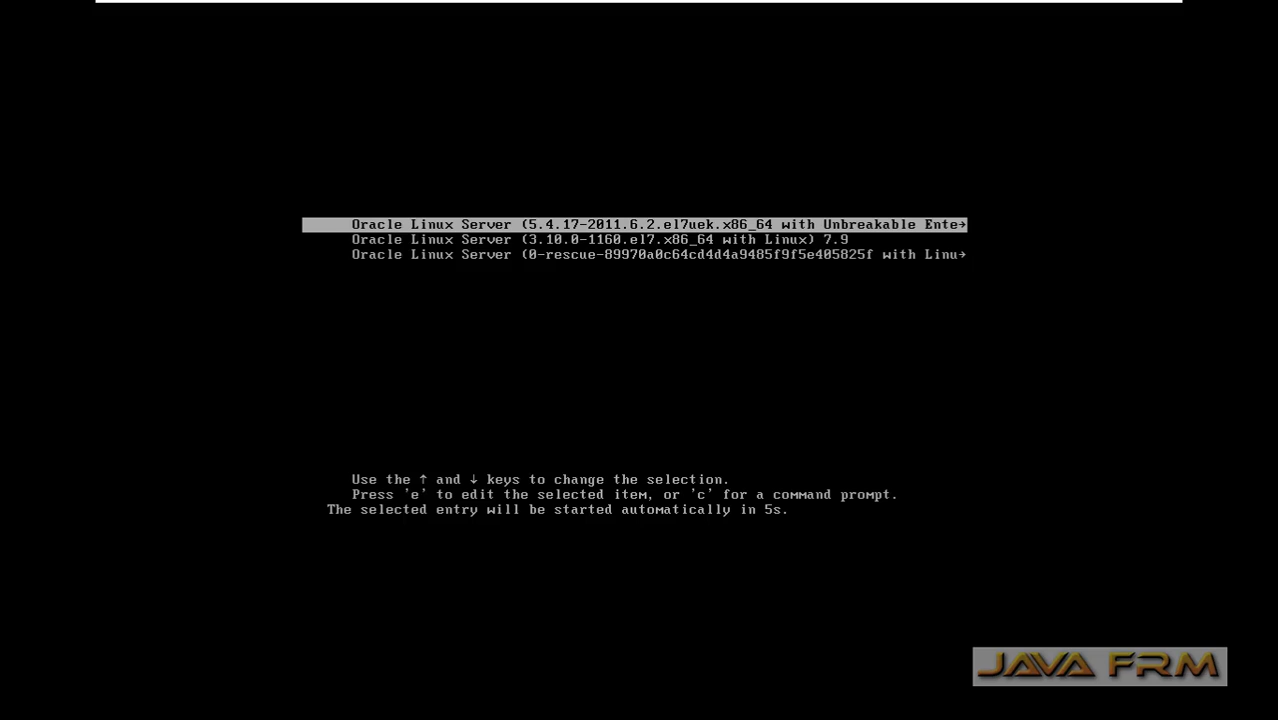 Oracle Linux Server (5.4.17-2011.6.2.el7uek.x86_64 with Unbreakable Ente→
Oracle Linux Server (3.10.0-1160.el7.x86_64 with Linux) 7.9
Oracle Linux Server (0-rescue-89970a0c64cd4d4a9485f9f5e405825f with Linu→
Use the ↑ and ↓ keys to change the selection.
Press 'e' to edit the selected item, or 'c' for a command prompt.
The selected entry will be started automatically in 5s.
JAVA FRM